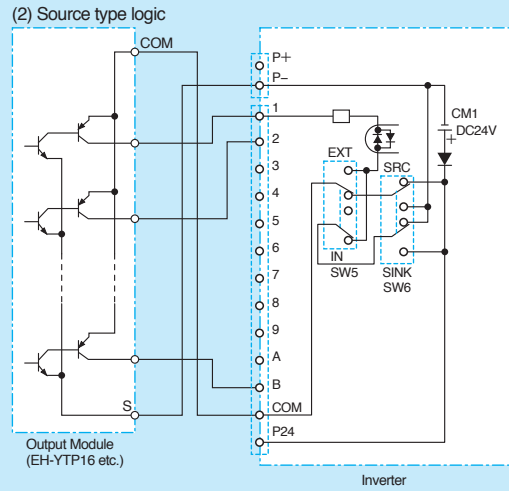 (2) Source type logic
COM
P+
P−
1
2
3
4
5
6
7
8
9
A
B
COM
P24
S
EXT
IN
SW5
SRC
SINK
SW6
CM1
+
DC24V
Output Module
(EH-YTP16 etc.)
Inverter